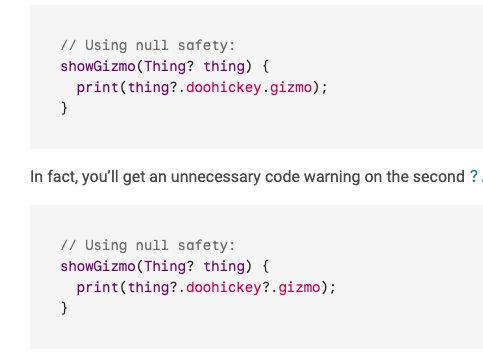 // Using null safety:
showGizmo(Thing? thing) {
  print(thing?.doohickey.gizmo);
}
In fact, you’ll get an unnecessary code warning on the second ?.
// Using null safety:
showGizmo(Thing? thing) {
  print(thing?.doohickey?.gizmo);
}